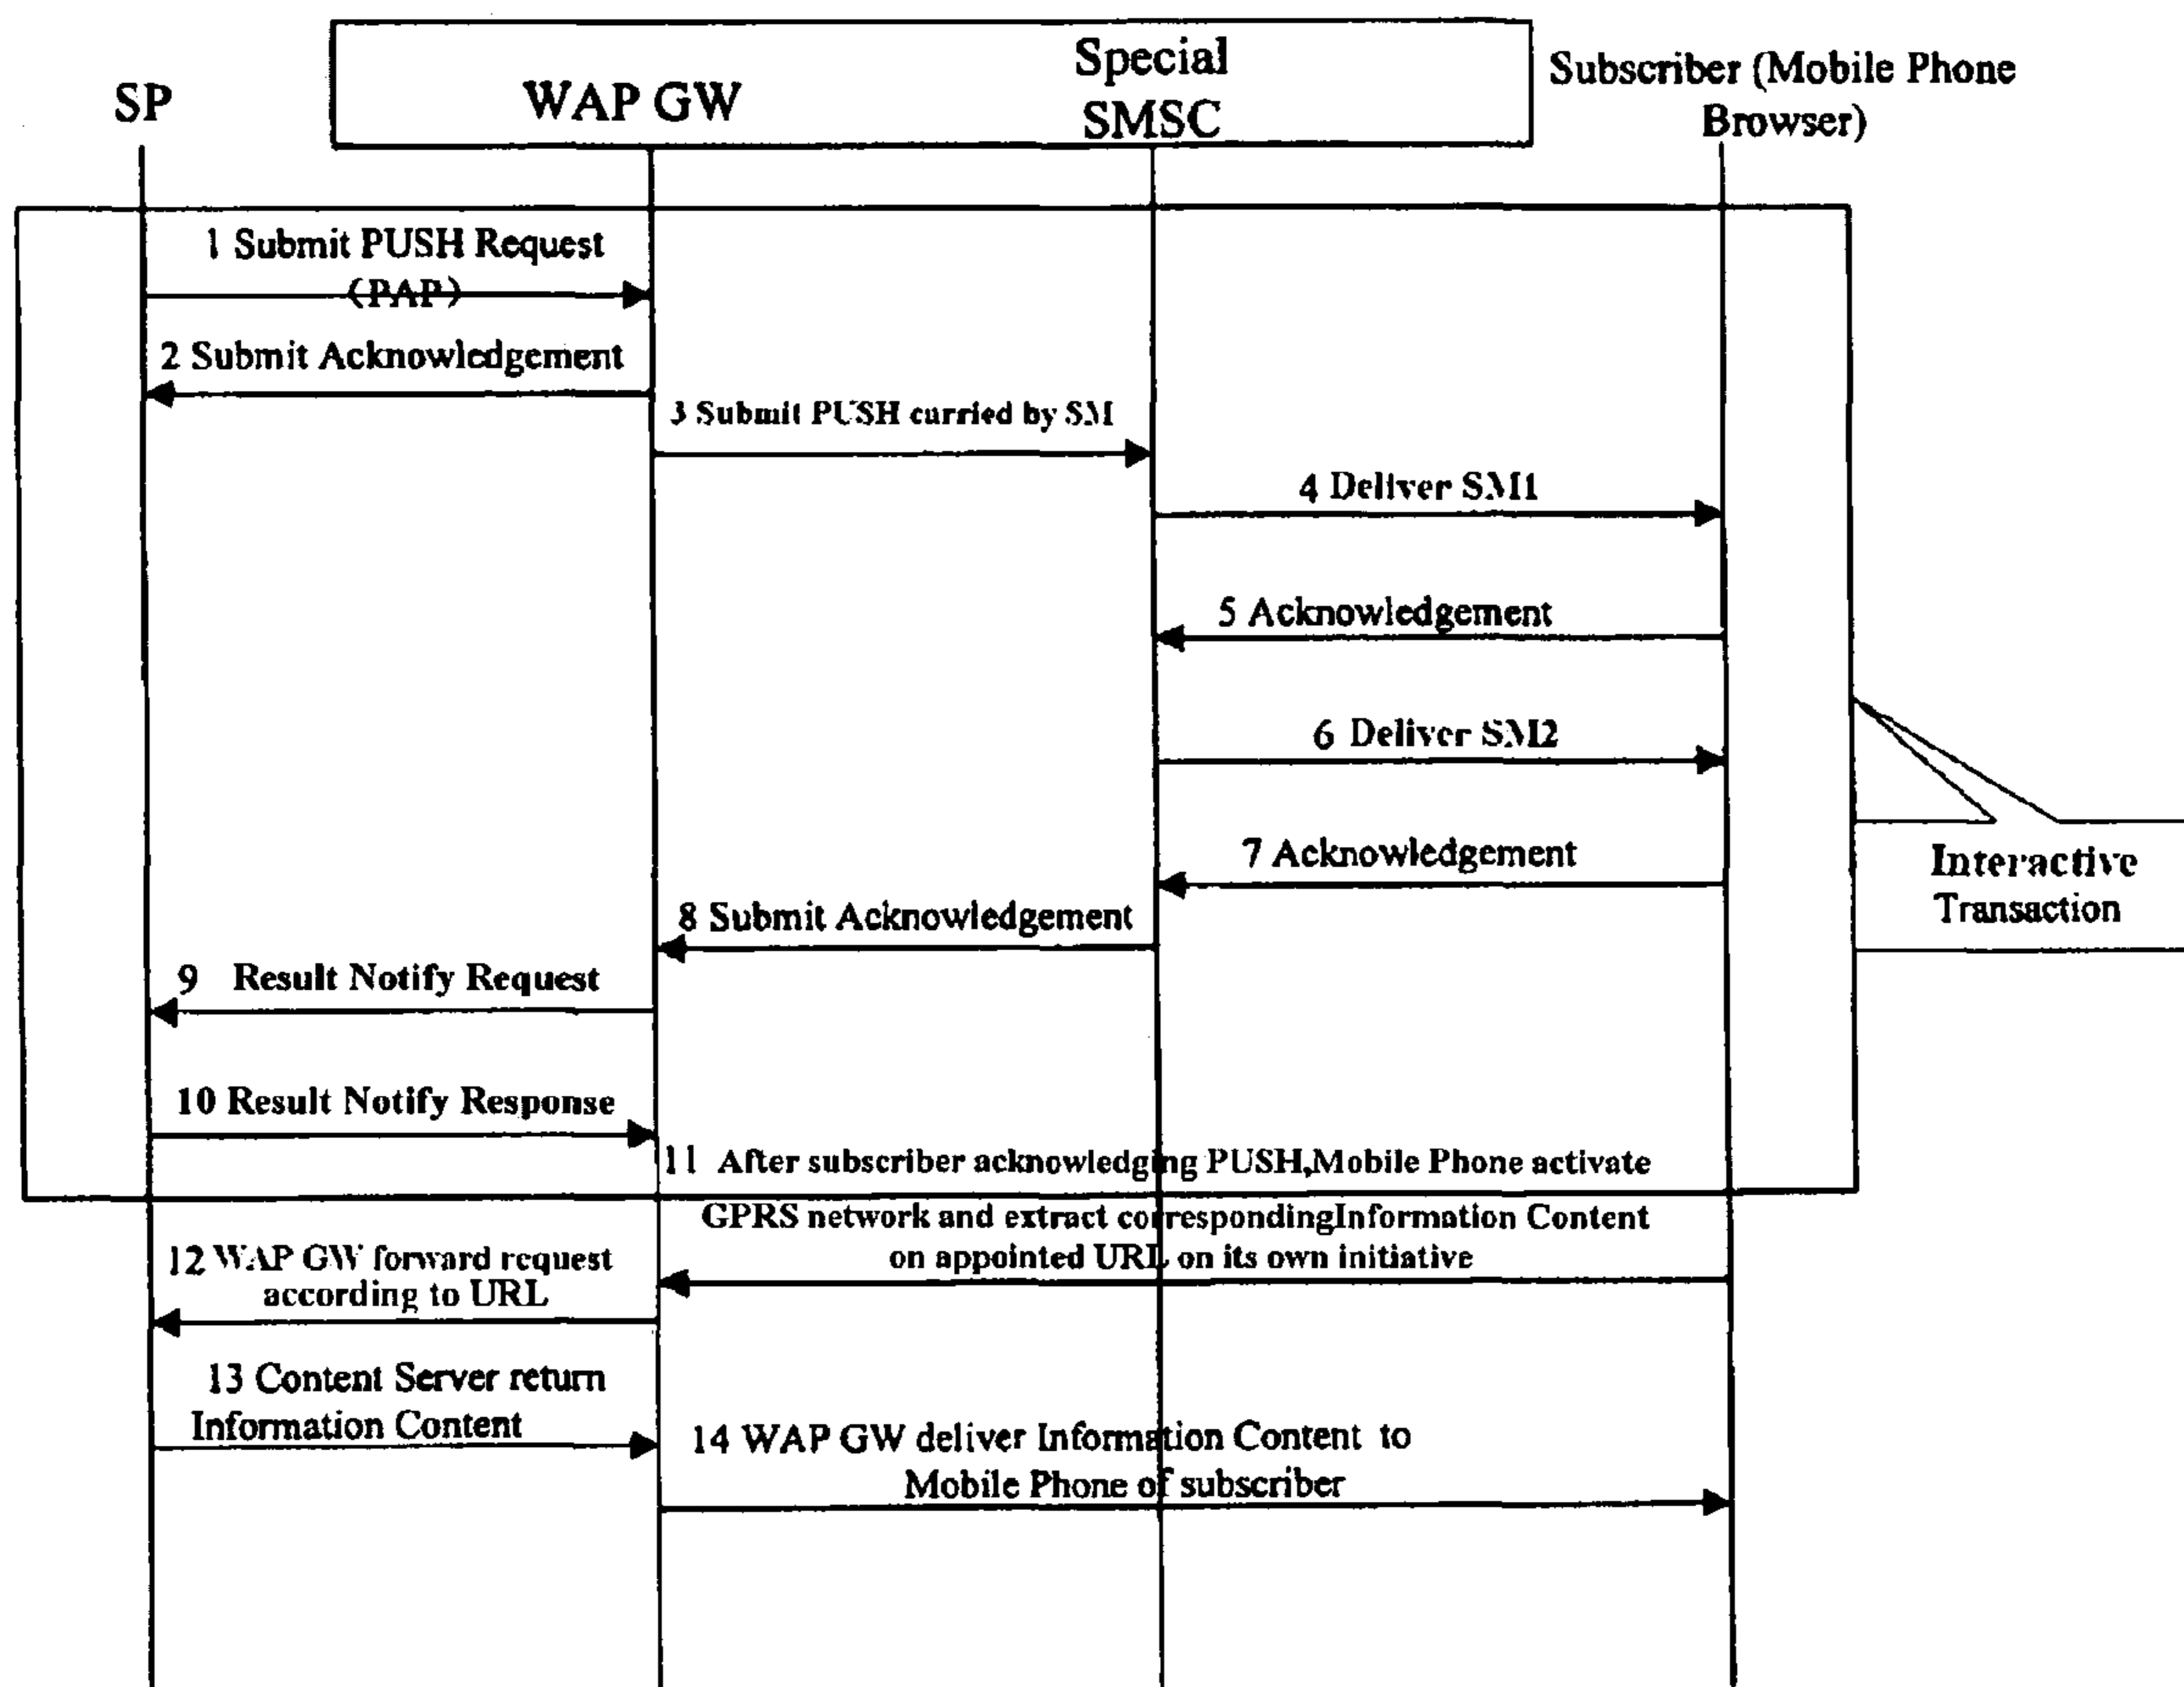 SP
WAP GW
Special
SMSC
Subscriber (Mobile Phone
Browser)
1 Submit PUSH Request
(PAP)
2 Submit Acknowledgement
3 Submit PUSH carried by SM
4 Deliver SM1
5 Acknowledgement
6 Deliver SM2
7 Acknowledgement
Interactive
Transaction
8 Submit Acknowledgement
9 Result Notify Request
10 Result Notify Response
11 After subscriber acknowledging PUSH,Mobile Phone activate
GPRS network and extract correspondingInformation Content
on appointed URL on its own initiative
12 WAP GW forward request
according to URL
13 Content Server return
Information Content
14 WAP GW deliver Information Content to
Mobile Phone of subscriber